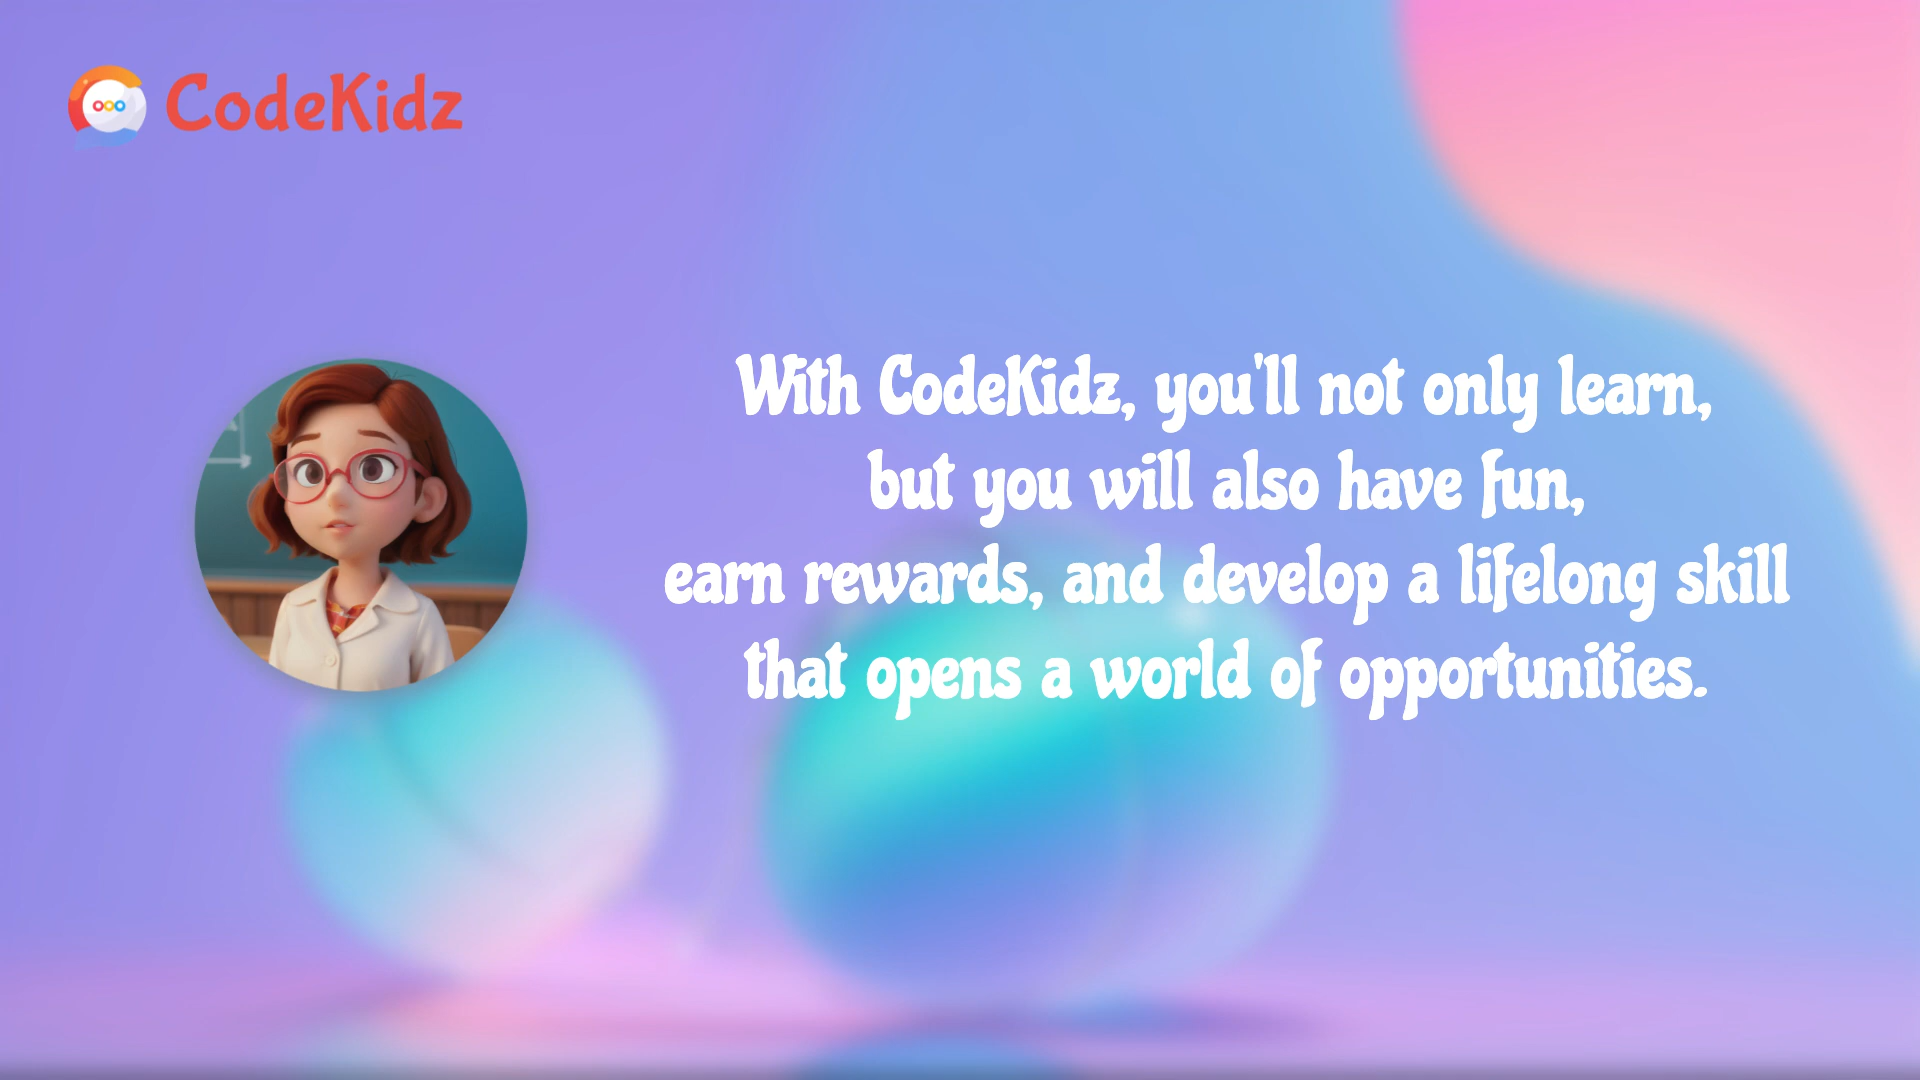 CodeKidz
With CodeKidz, you'll not only learn,
but you will also have fun,
earn rewards, and develop a lifelong skill
that opens a world of opportunities.